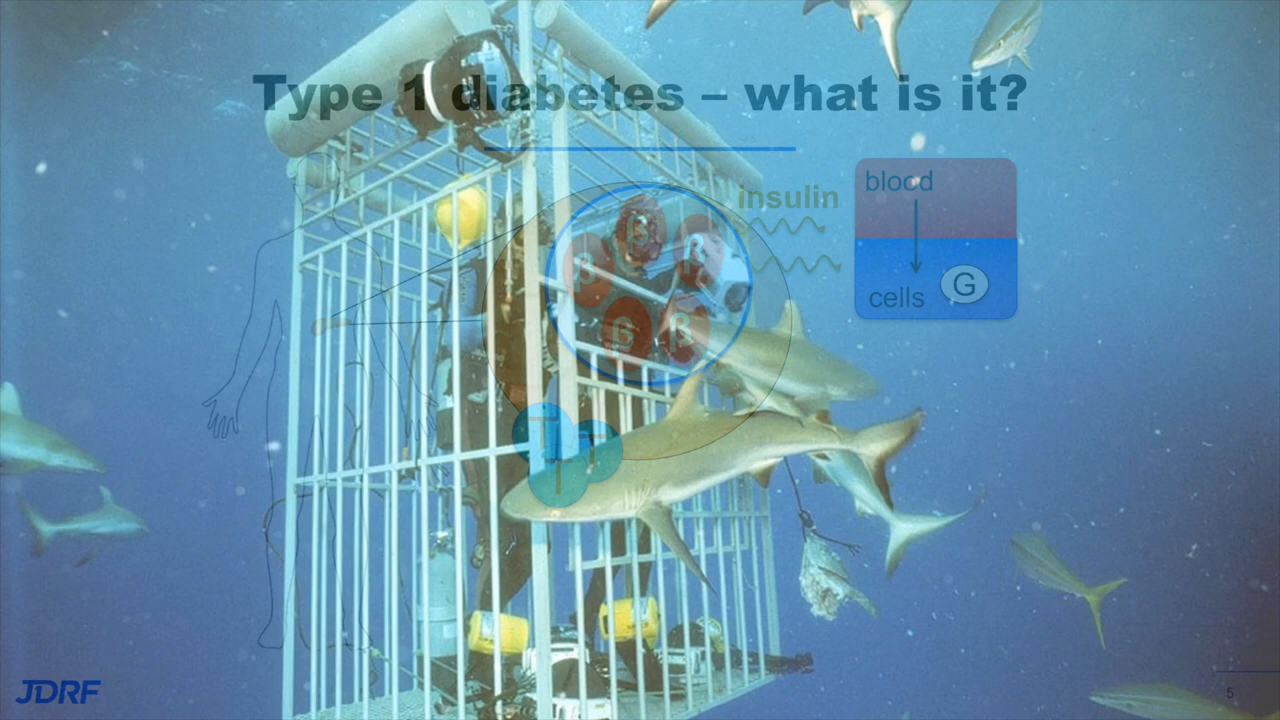 Type 1 diabetes – what is it?
insulin
blood
β
β
β
β
β
cells
G
T
T
T
JDRF
5